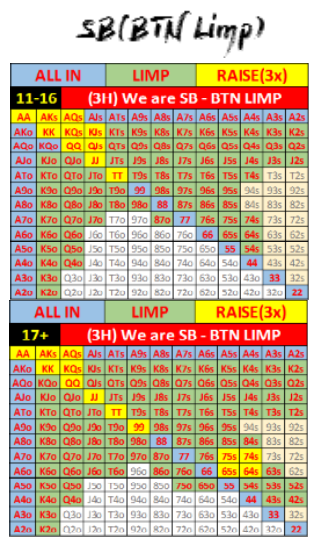 SB(BTN Limp)
ALL IN LIMP RAISE(3x)
11-16 (3H) We are SB - BTN LIMP
AA AKs AQs AJs ATs A9s A8s A7s A6s A5s A4s A3s A2s
AKo KK KQs KJs KTs K9s K8s K7s K6s K5s K4s K3s K2s
AQo KQo QQ QJs QTs Q9s Q8s Q7s Q6s Q5s Q4s Q3s Q2s
AJo KJo QJo JJ JTs J9s J8s J7s J6s J5s J4s J3s J2s
ATo KTo QTo JTo TT T9s T8s T7s T6s T5s T4s T3s T2s
A9o K9o Q9o J9o T9o 99 98s 97s 96s 95s 94s 93s 92s
A8o K8o Q8o J8o T8o 98o 88 87s 86s 85s 84s 83s 82s
A7o K7o Q7o J7o T7o 97o 87o 77 76s 75s 74s 73s 72s
A6o K6o Q6o J6o T6o 96o 86o 76o 66 65s 64s 63s 62s
A5o K5o Q5o J5o T5o 95o 85o 75o 65o 55 54s 53s 52s
A4o K4o Q4o J4o T4o 94o 84o 74o 64o 54o 44 43s 42s
A3o K3o Q3o J3o T3o 93o 83o 73o 63o 53o 43o 33 32s
A2o K2o Q2o J2o T2o 92o 82o 72o 62o 52o 42o 32o 22
ALL IN LIMP RAISE(3x)
17+ (3H) We are SB - BTN LIMP
AA AKs AQs AJs ATs A9s A8s A7s A6s A5s A4s A3s A2s
AKo KK KQs KJs KTs K9s K8s K7s K6s K5s K4s K3s K2s
AQo KQo QQ QJs QTs Q9s Q8s Q7s Q6s Q5s Q4s Q3s Q2s
AJo KJo QJo JJ JTs J9s J8s J7s J6s J5s J4s J3s J2s
ATo KTo QTo JTo TT T9s T8s T7s T6s T5s T4s T3s T2s
A9o K9o Q9o J9o T9o 99 98s 97s 96s 95s 94s 93s 92s
A8o K8o Q8o J8o T8o 98o 88 87s 86s 85s 84s 83s 82s
A7o K7o Q7o J7o T7o 97o 87o 77 76s 75s 74s 73s 72s
A6o K6o Q6o J6o T6o 96o 86o 76o 66 65s 64s 63s 62s
A5o K5o Q5o J5o T5o 95o 85o 75o 65o 55 54s 53s 52s
A4o K4o Q4o J4o T4o 94o 84o 74o 64o 54o 44 43s 42s
A3o K3o Q3o J3o T3o 93o 83o 73o 63o 53o 43o 33 32s
A2o K2o Q2o J2o T2o 92o 82o 72o 62o 52o 42o 32o 22